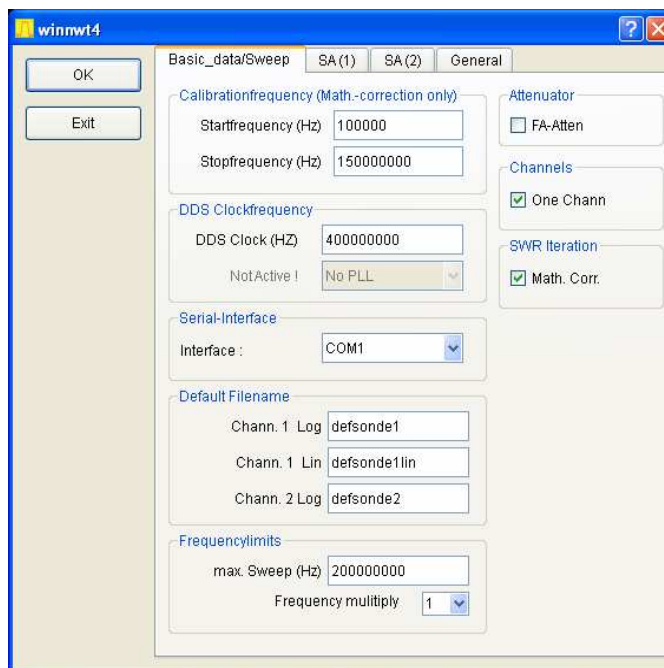 winnwt4
OK
Exit
Basic_data/Sweep SA(1) SA(2) General
Calibrationfrequency (Math.-correction only)
Startfrequency (Hz) 100000
Stopfrequency (Hz) 150000000
DDS Clockfrequency
DDS Clock (HZ) 400000000
NotActive ! No PLL
Serial-Interface
Interface : COM1
Default Filename
Chann. 1 Log defsonde1
Chann. 1 Lin defsonde1lin
Chann. 2 Log defsonde2
Frequencylimits
max. Sweep (Hz) 200000000
Frequency mulitiply 1
Attenuator
FA-Atten
Channels
One Chann
SWR Iteration
Math. Corr.